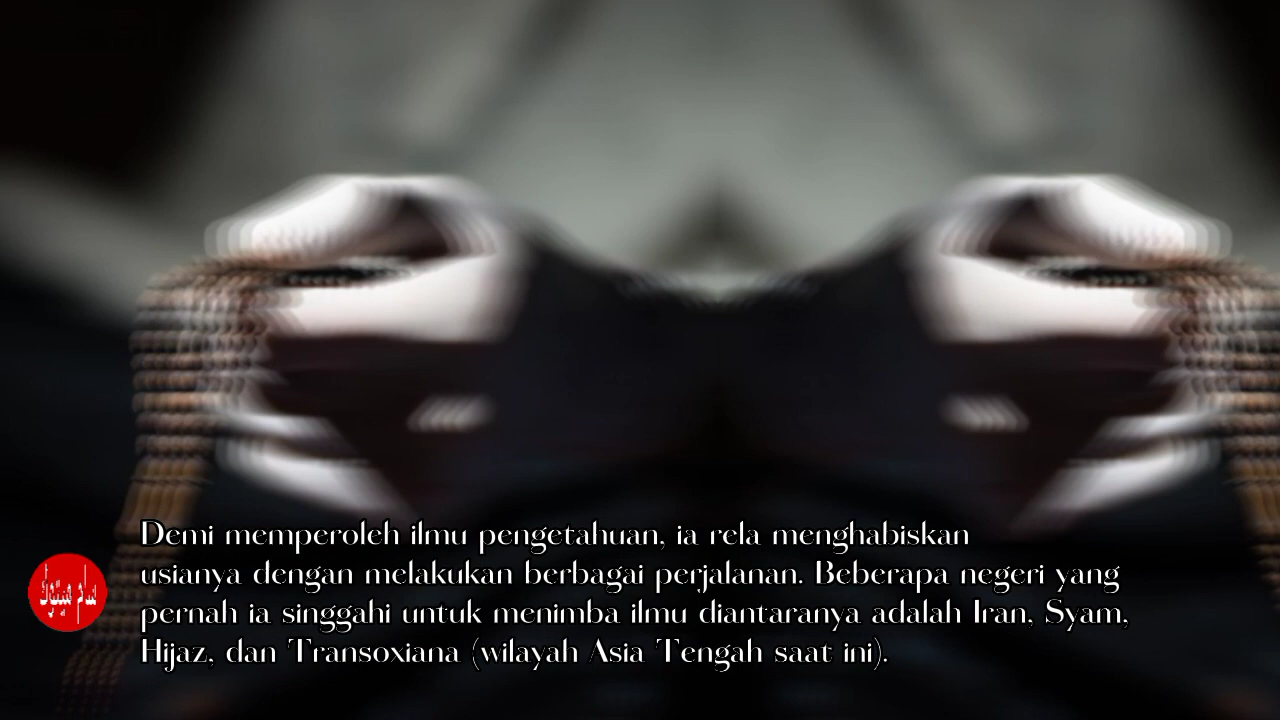 Demi memperoleh ilmu pengetahuan, ia rela menghabiskan
usianya dengan melakukan berbagai perjalanan. Beberapa negeri yang
pernah ia singgahi untuk menimba ilmu diantaranya adalah Iran, Syam,
Hijaz, dan Transoxiana (wilayah Asia Tengah saat ini).